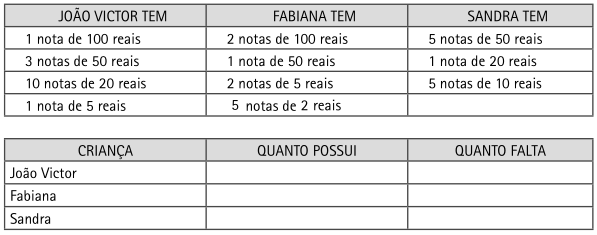 JOÃO VICTOR TEM FABIANA TEM SANDRA TEM
1 nota de 100 reais 2 notas de 100 reais 5 notas de 50 reais
3 notas de 50 reais 1 nota de 50 reais 1 nota de 20 reais
10 notas de 20 reais 2 notas de 5 reais 5 notas de 10 reais
1 nota de 5 reais 5 notas de 2 reais
CRIANÇA QUANTO POSSUI QUANTO FALTA
João Victor
Fabiana
Sandra